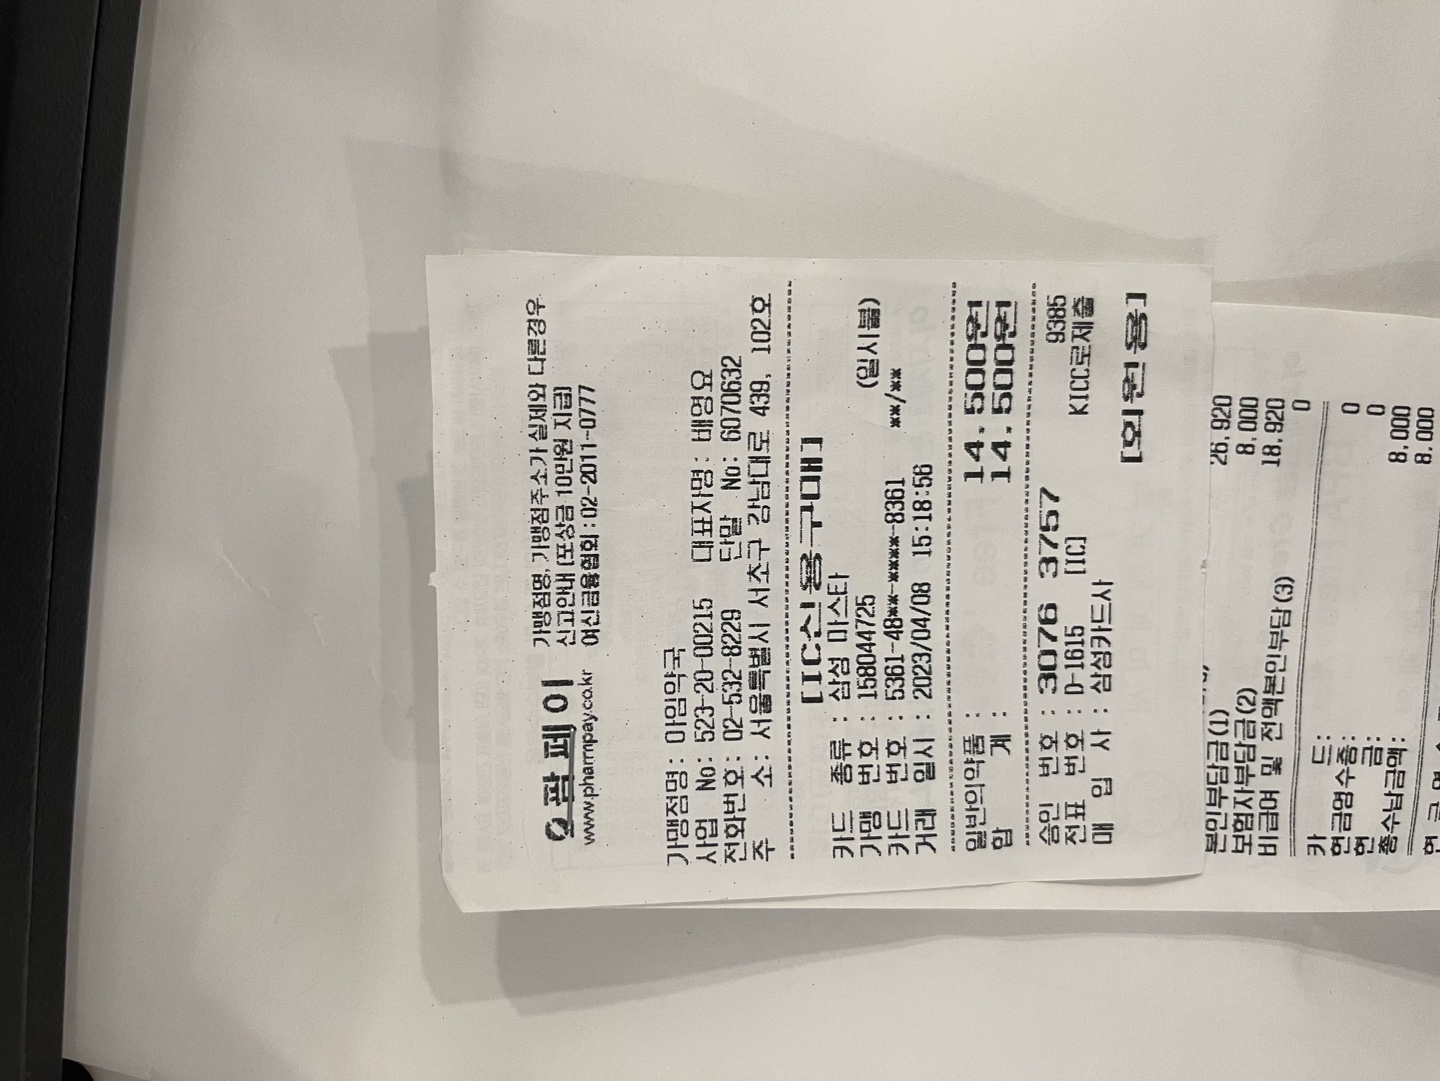 팜페이
www.pharmpay.co.kr
가맹점명, 가맹점주소가 실제와 다른경우
신고안내 [포상금 10만원 지급]
여신금융협회 : 02-2011-0777
가맹점명: 아임약국
사업 No: 523-20-00215 대표자명: 배영요
전화번호: 02-532-8229 단말 No: 6070632
주 소: 서울특별시 서초구 강남대로 439, 102호
[IC신용구매]
카드 종류 : 삼성 마스타
가맹 번호 : 158044725 (일시불)
카드 번호 : 5361-48**-****-8361 **/**
거래 일시 : 2023/04/08 15:18:56
일반의약품 : 14.500원
합 계 : 14.500원
승인 번호 : 3076 3757 9385
전표 번호 : D-1615 [IC] KICC로제출
매 입 사 : 삼성카드사
[회원용]
26,920
본인부담금(1) 8,000
보험자부담금(2) 18,920
비급여 및 전액본인부담(3) 0
카 드: 0
현금영수증: 0
현 금: 8,000
총수납금액: 8,000